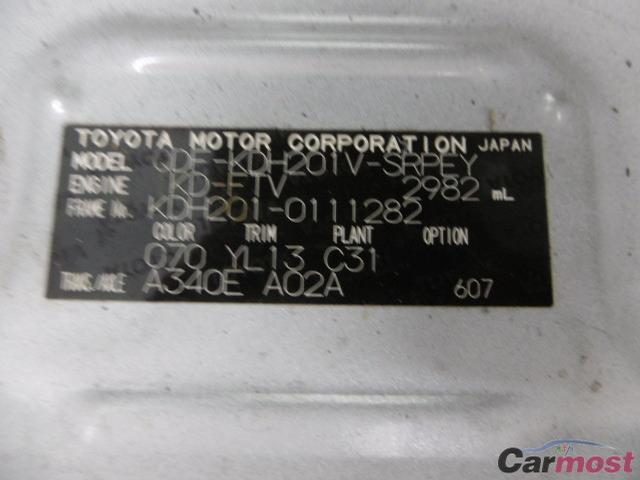 TOYOTA MOTOR CORPORATION JAPAN
MODEL QDF-KDH201V-SRPEY
ENGINE 1KD-FTV 2982 mL
FRAME No. KDH201-0111282
COLOR TRIM PLANT OPTION
070 YL13 C31
TRANS./AXLE A340E A02A 607
Carmost